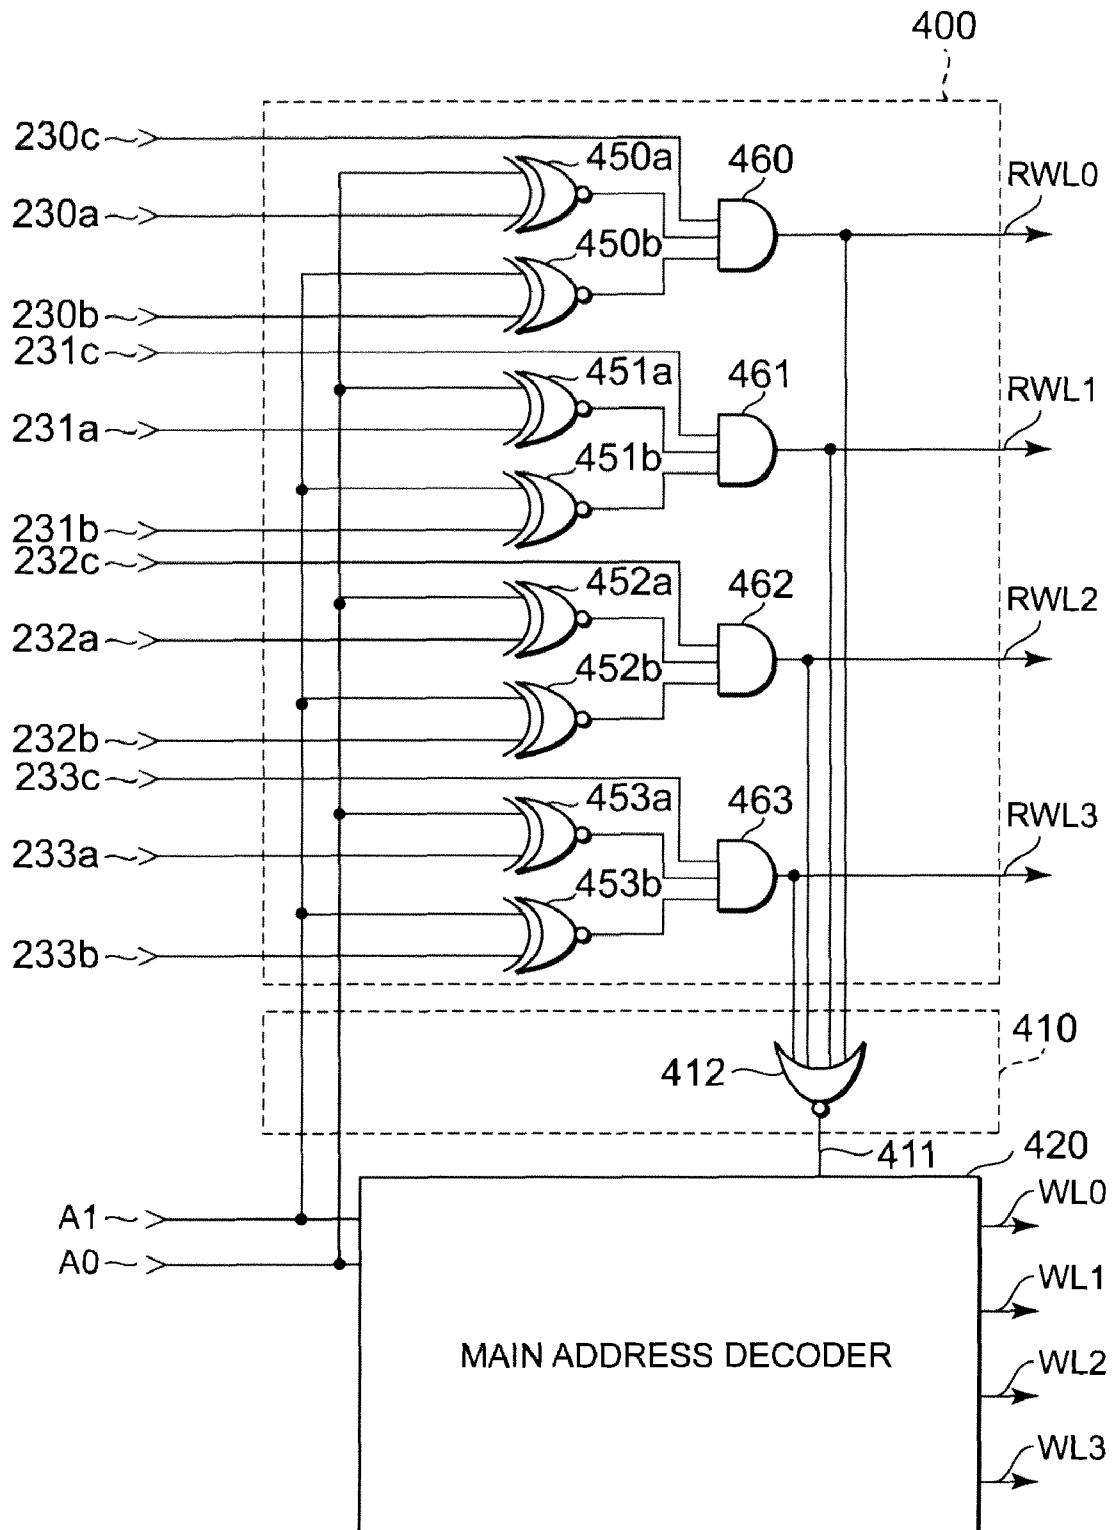 400
230c
450a
460
RWL0
230a
450b
230b
231c
451a
461
RWL1
231a
451b
231b
232c
452a
462
RWL2
232a
452b
232b
233c
453a
463
RWL3
233a
453b
233b
410
412
411
420
A1
WL0
A0
WL1
MAIN ADDRESS DECODER
WL2
WL3